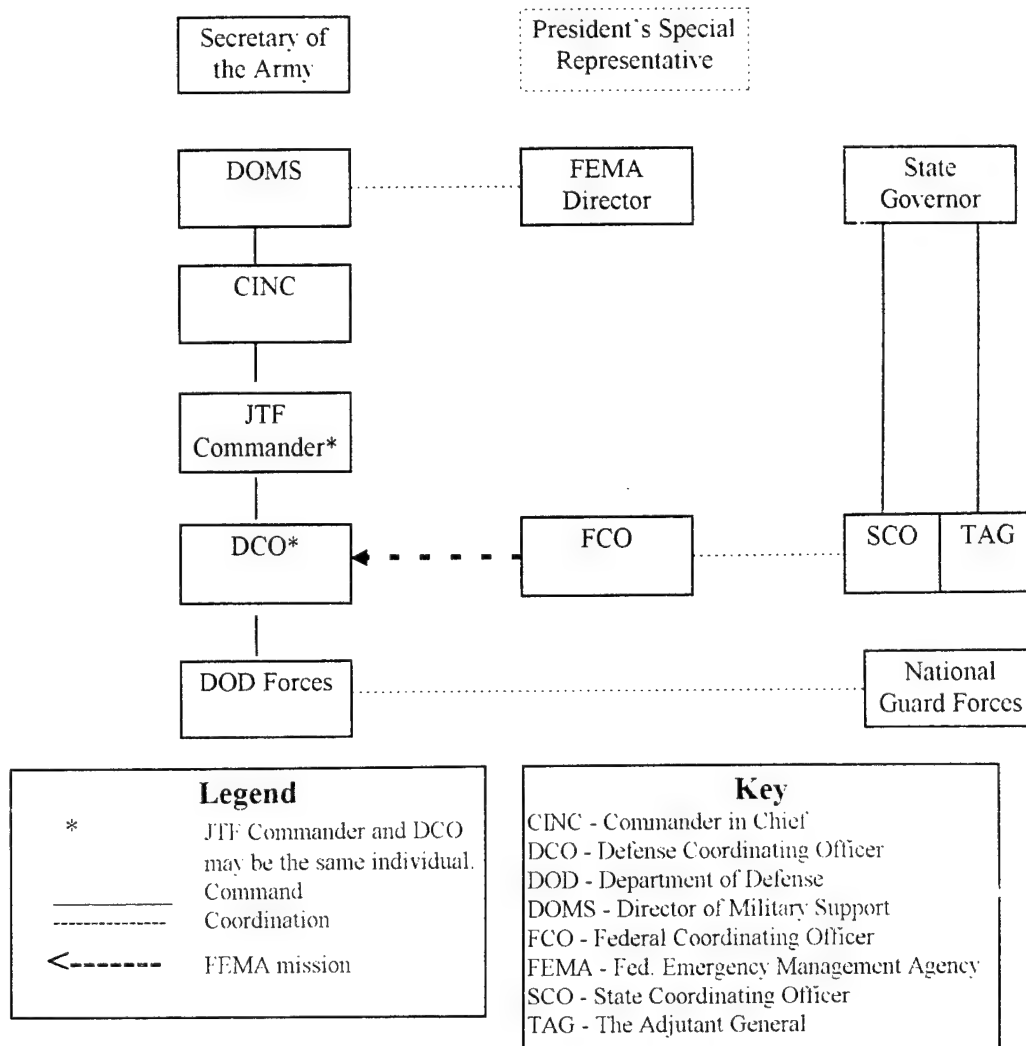 Secretary of
the Army
President's Special
Representative
DOMS
FEMA
Director
State
Governor
CINC
JTF
Commander*
DCO*
FCO
SCO
TAG
DOD Forces
National
Guard Forces
Legend
* JTF Commander and DCO
may be the same individual.
Command
Coordination
FEMA mission
Key
CINC - Commander in Chief
DCO - Defense Coordinating Officer
DOD - Department of Defense
DOMS - Director of Military Support
FCO - Federal Coordinating Officer
FEMA - Fed. Emergency Management Agency
SCO - State Coordinating Officer
TAG - The Adjutant General